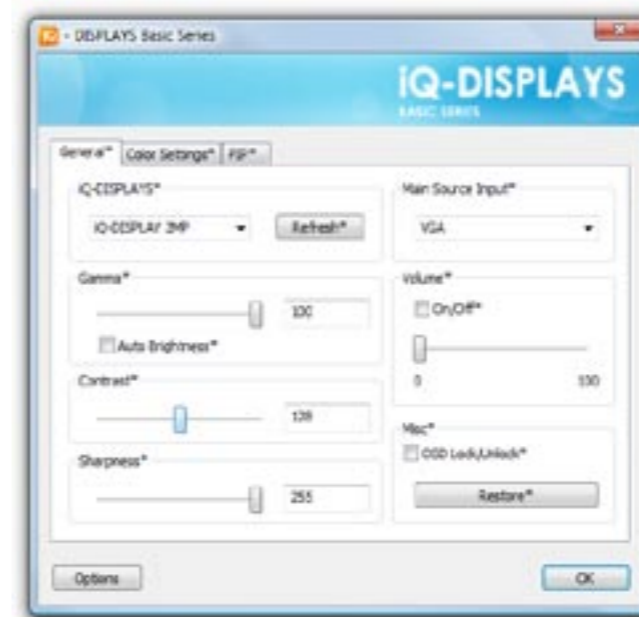 iQ - DISPLAYS Basic Series
iQ-DISPLAYS
BASIC SERIES
General* Color Settings* PIP*
iQ-DISPLAYS*
iQ-DISPLAY 2MP Refresh*
Main Source Input*
VGA
Gamma*
100
Auto Brightness*
Volume*
On/Off*
0 100
Contrast*
128
Sharpness*
255
Misc*
OSD Lock/Unlock*
Restore*
Options OK